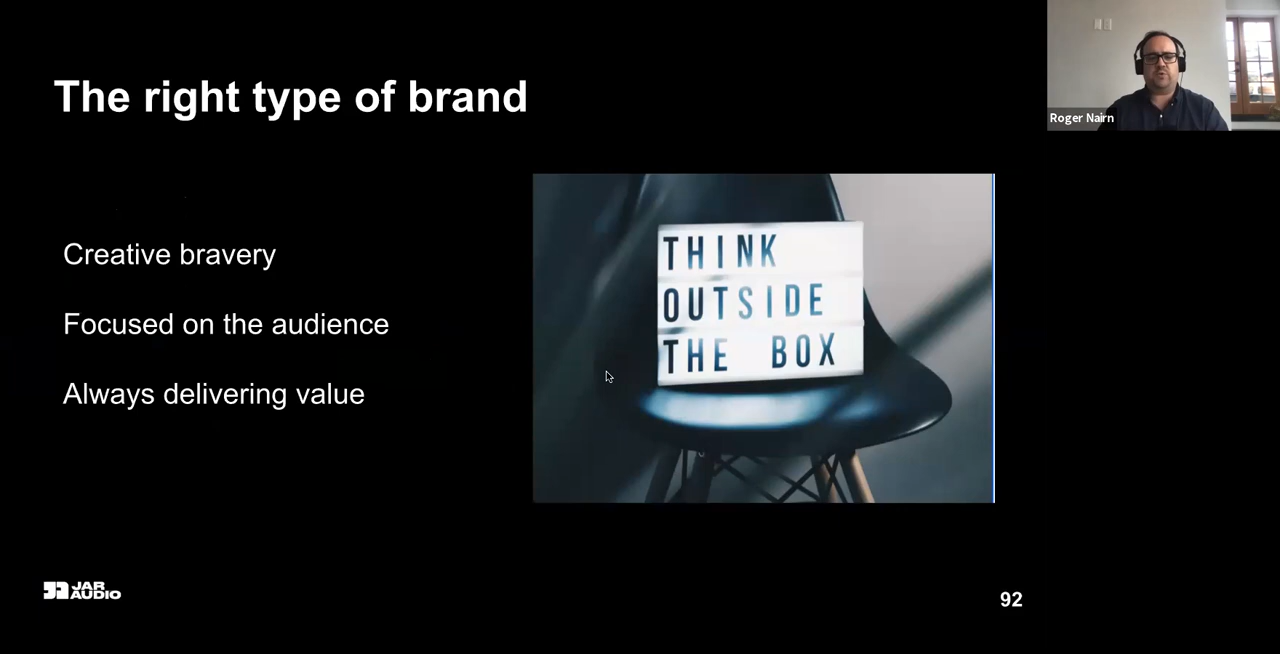 The right type of brand
Roger Nairn
Creative bravery
Focused on the audience
Always delivering value
THINK
OUTSIDE
THE BOX
JAR
AUDIO
92